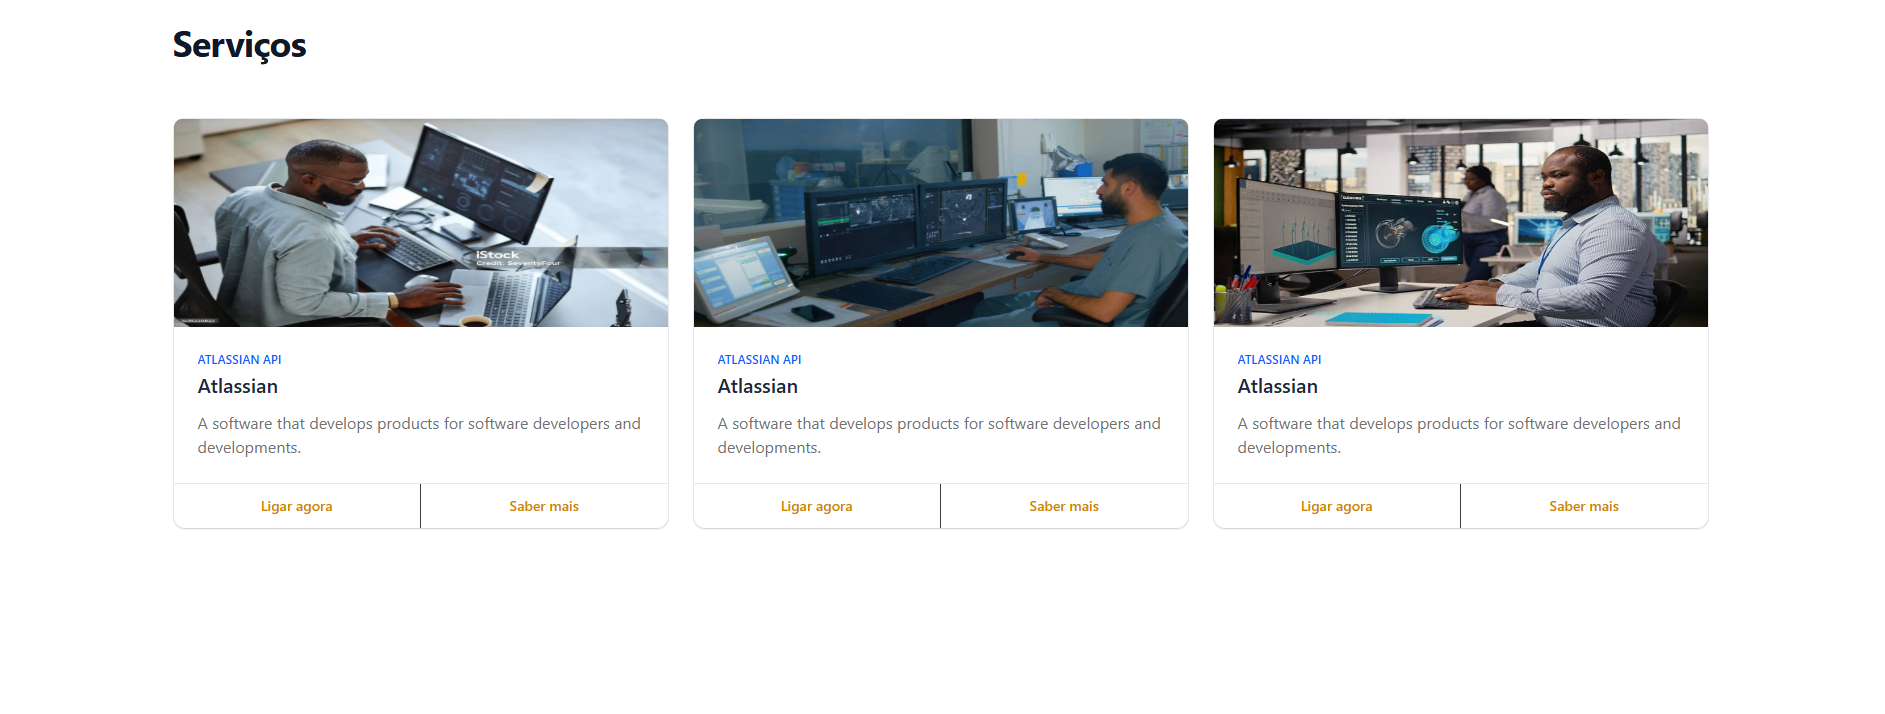 Serviços
iStock
Credit: SeventyFour
ATLASSIAN API
Atlassian
A software that develops products for software developers and
developments.
Ligar agora
Saber mais
ATLASSIAN API
Atlassian
A software that develops products for software developers and
developments.
Ligar agora
Saber mais
ATLASSIAN API
Atlassian
A software that develops products for software developers and
developments.
Ligar agora
Saber mais